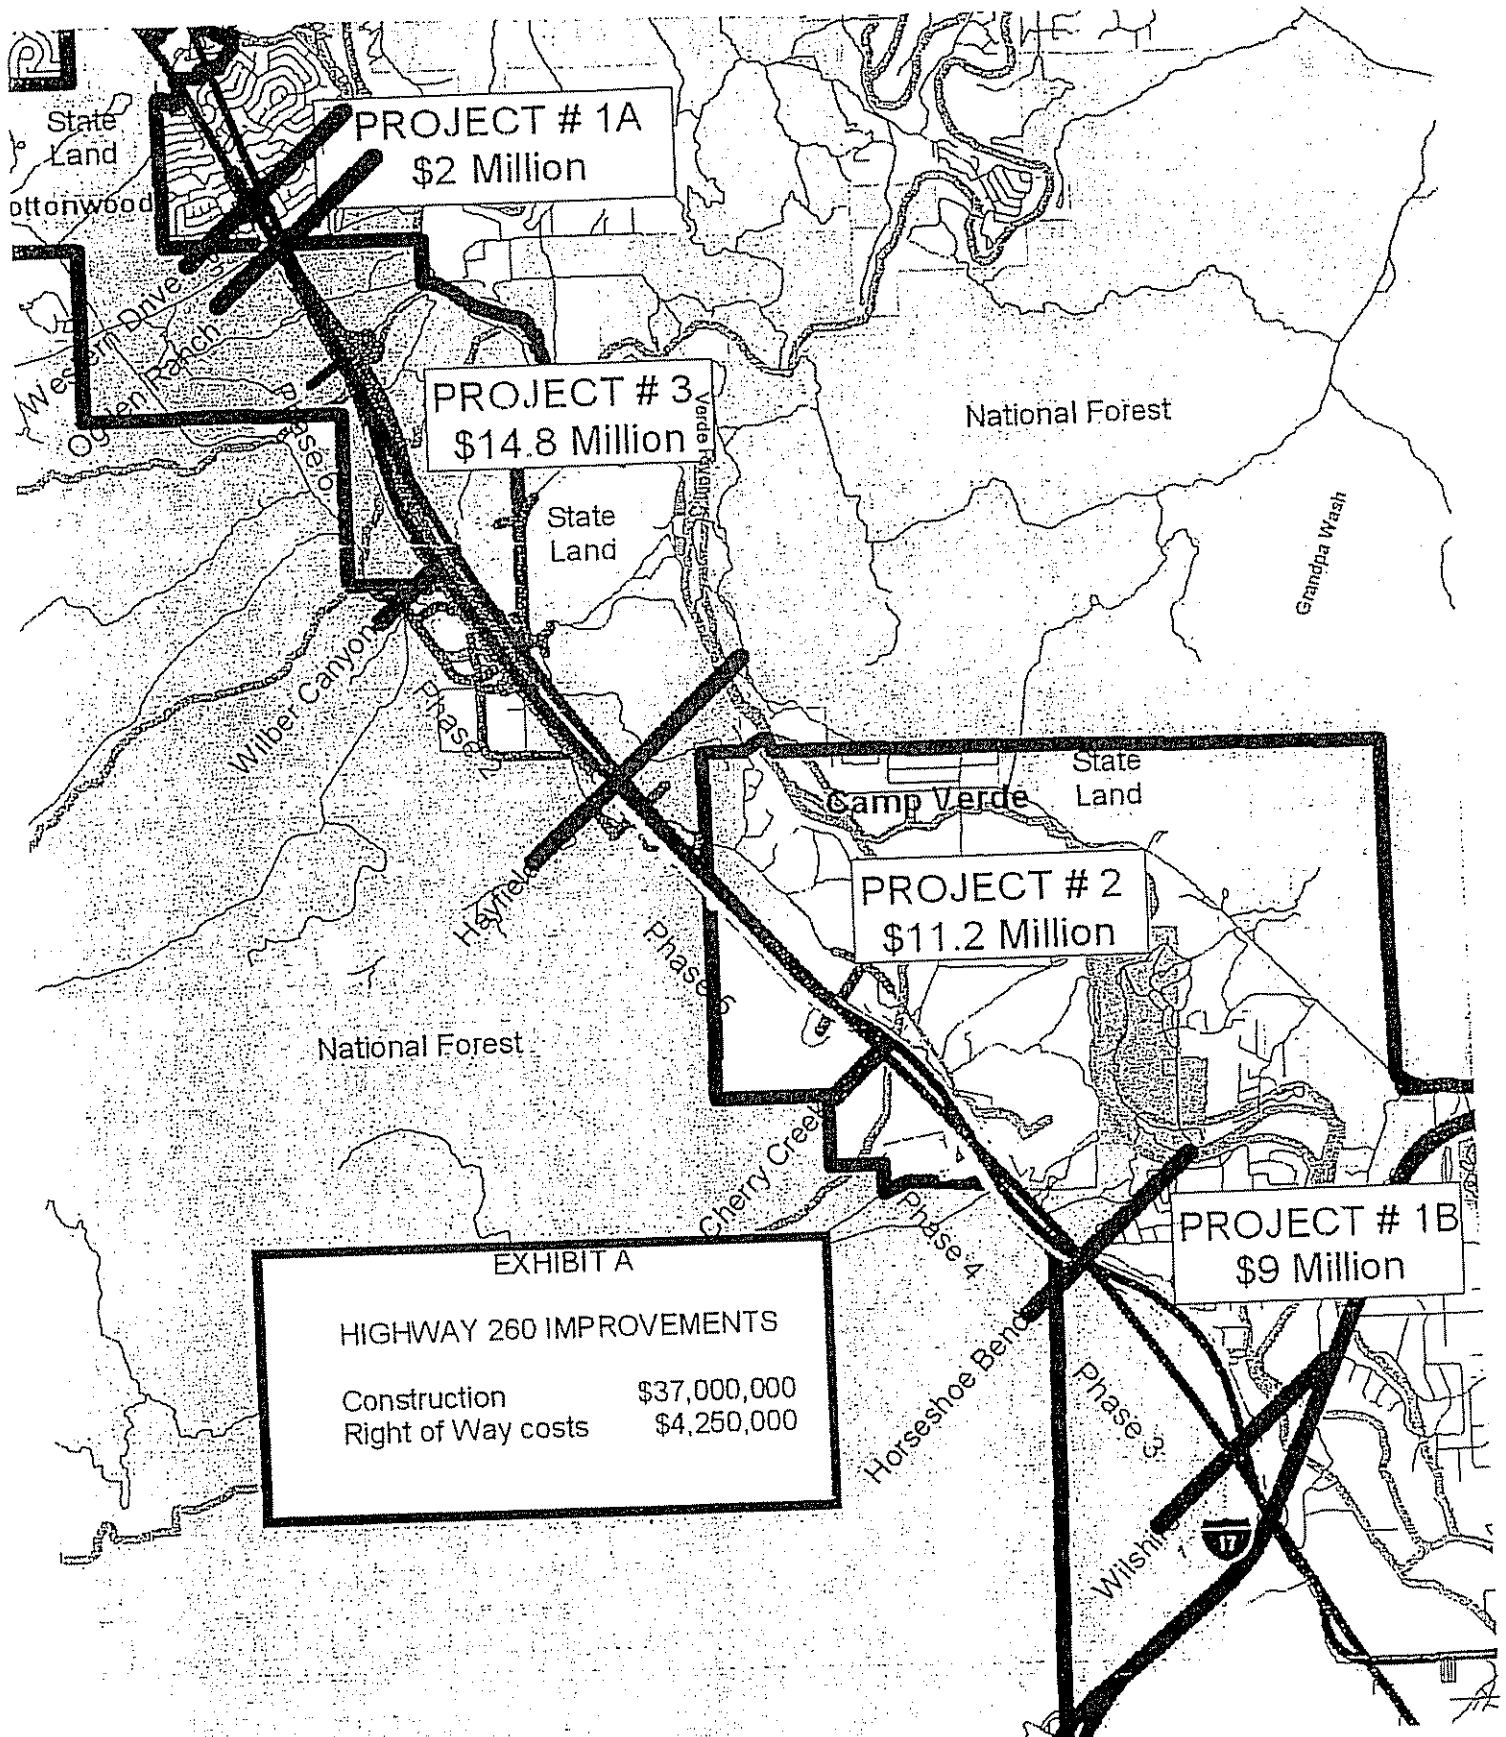 PROJECT # 1A
$2 Million
State
Land
ottonwood
Western Drive
Ogden Ranch
Phase 6
PROJECT # 3
$14.8 Million
National Forest
State
Land
Grandpa Wash
Wilber Canyon
Phase 2
State
Land
Camp Verde
PROJECT # 2
$11.2 Million
Hayfield
Phase 5
National Forest
Cherry Creek
Phase 4
PROJECT # 1B
$9 Million
EXHIBIT A
HIGHWAY 260 IMPROVEMENTS
Construction $37,000,000
Right of Way costs $4,250,000
Horseshoe Bend
Phase 3
17